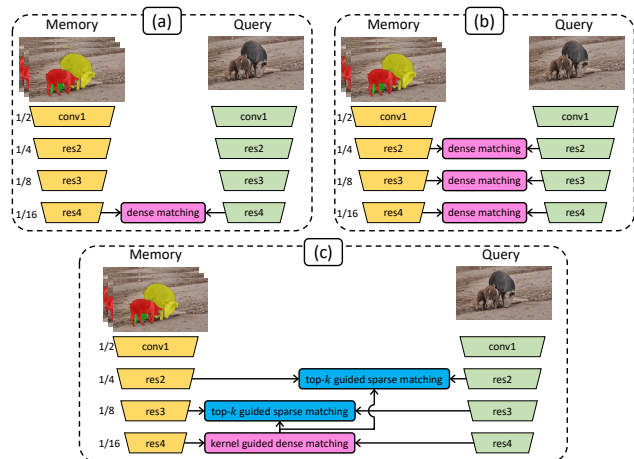 (a)
Memory Query
1/2 conv1 conv1
1/4 res2 res2
1/8 res3 res3
1/16 res4 dense matching res4
(b)
Memory Query
1/2 conv1 conv1
1/4 res2 dense matching res2
1/8 res3 dense matching res3
1/16 res4 dense matching res4
(c)
Memory Query
1/2 conv1 conv1
1/4 res2 top-k guided sparse matching res2
1/8 res3 top-k guided sparse matching res3
1/16 res4 kernel guided dense matching res4